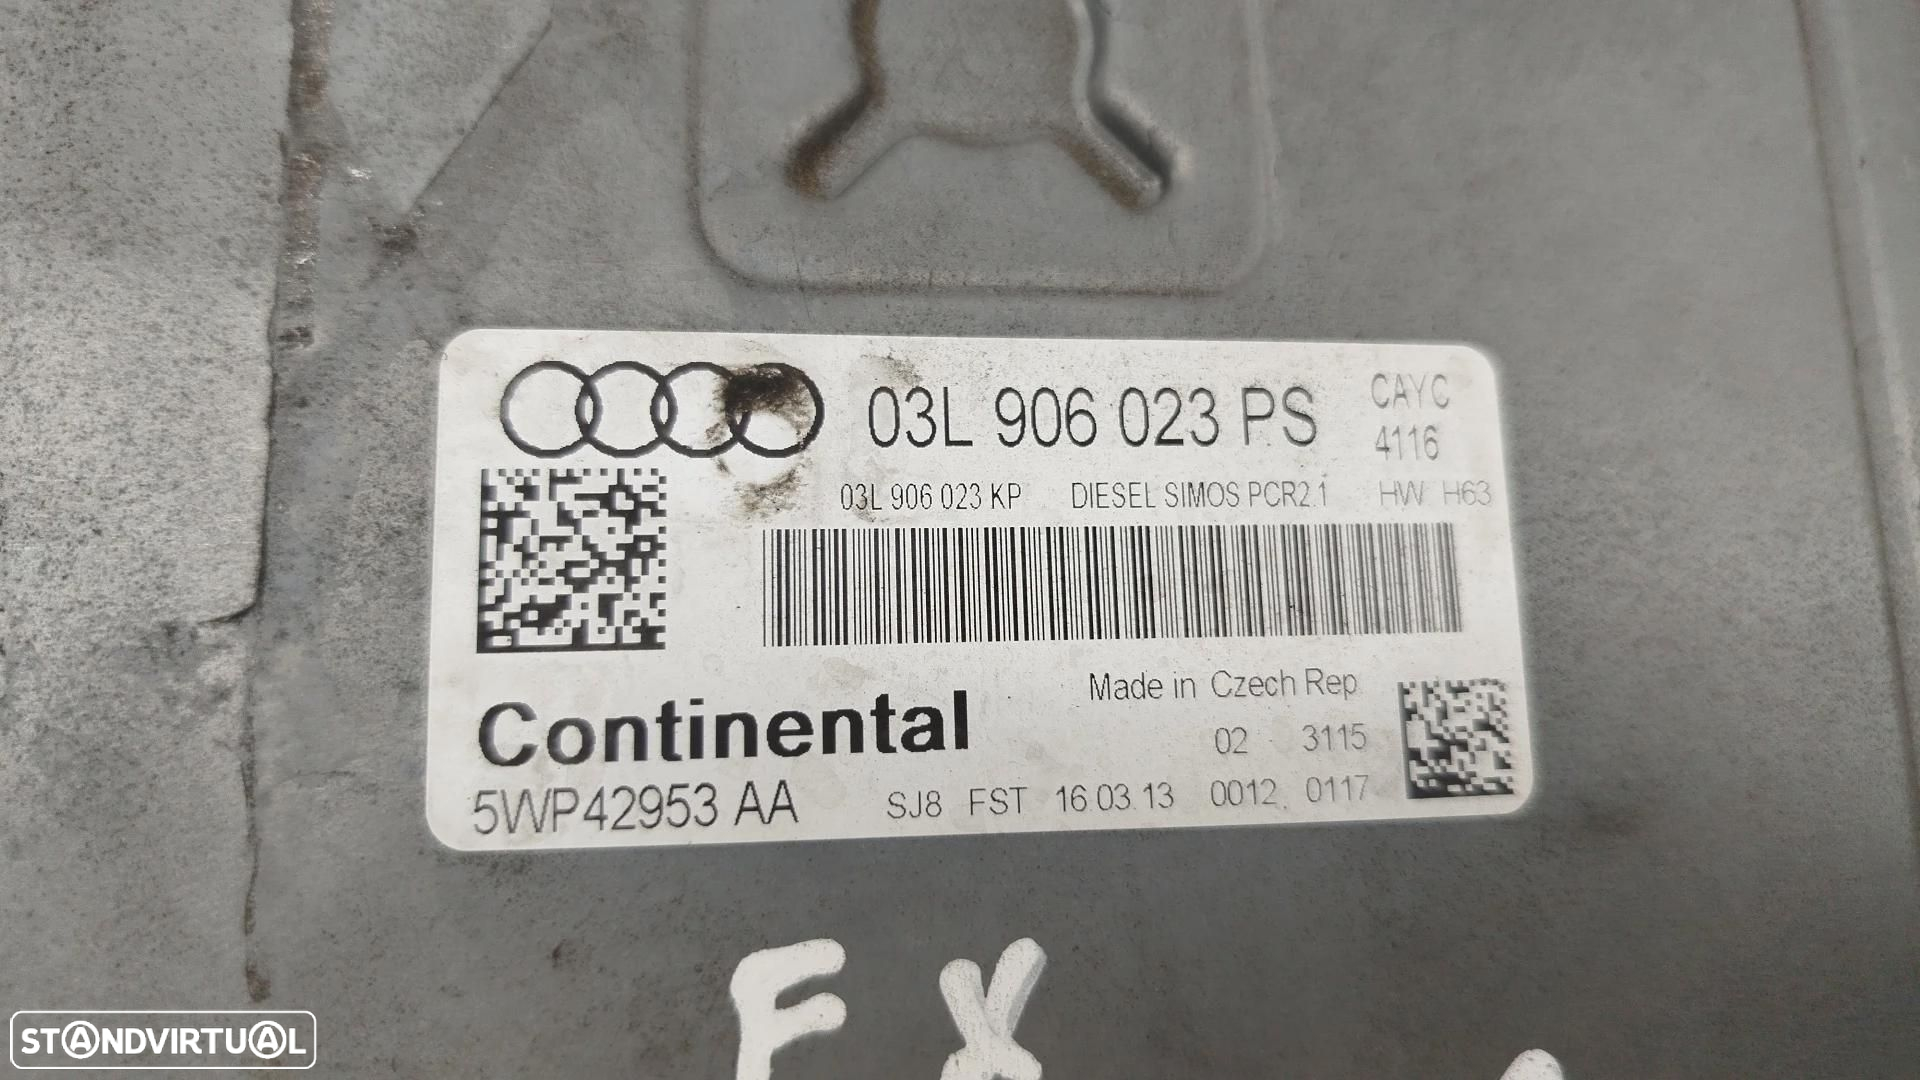 03L 906 023 PS
CAYC
4116
03L 906 023 KP DIESEL SIMOS PCR2.1 HW H63
Made in Czech Rep
Continental
02 3115
5WP42953 AA
SJ8 FST 16.03.13 0012 0117
FX
STANDVIRTUAL